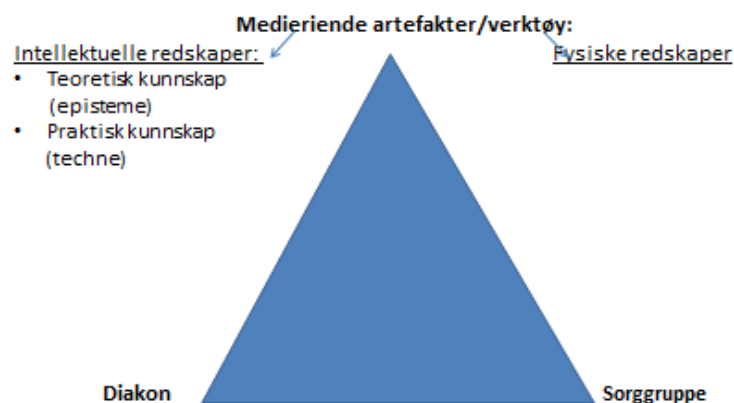 Medieriende artefakter/verktøy:
Intellektuelle redskaper:
• Teoretisk kunnskap
(episteme)
• Praktisk kunnskap
(techne)
Fysiske redskaper
Diakon
Sorggruppe